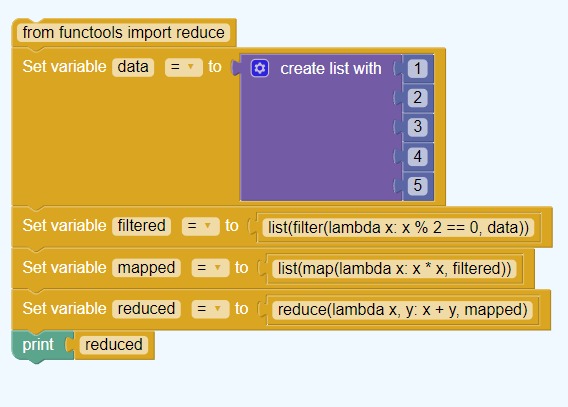 from functools import reduce
Set variable data = to create list with 1
2
3
4
5
Set variable filtered = to list(filter(lambda x: x % 2 == 0, data))
Set variable mapped = to list(map(lambda x: x * x, filtered))
Set variable reduced = to reduce(lambda x, y: x + y, mapped)
print reduced